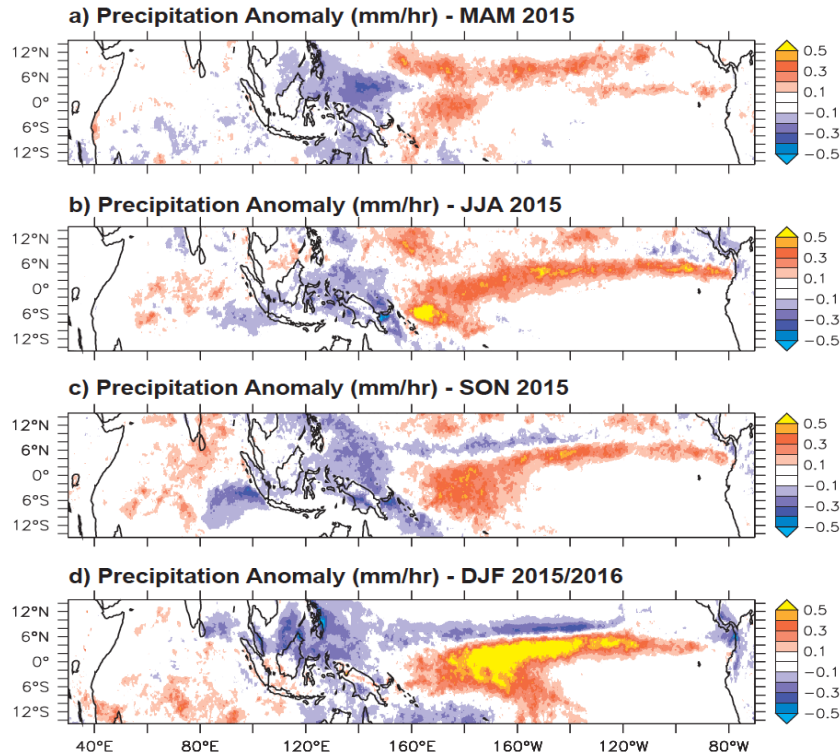 a) Precipitation Anomaly (mm/hr) - MAM 2015
12°N
6°N
0°
6°S
12°S
0.5
0.3
0.1
−0.1
−0.3
−0.5
b) Precipitation Anomaly (mm/hr) - JJA 2015
12°N
6°N
0°
6°S
12°S
0.5
0.3
0.1
−0.1
−0.3
−0.5
c) Precipitation Anomaly (mm/hr) - SON 2015
12°N
6°N
0°
6°S
12°S
0.5
0.3
0.1
−0.1
−0.3
−0.5
d) Precipitation Anomaly (mm/hr) - DJF 2015/2016
12°N
6°N
0°
6°S
12°S
0.5
0.3
0.1
−0.1
−0.3
−0.5
40°E 80°E 120°E 160°E 160°W 120°W 80°W